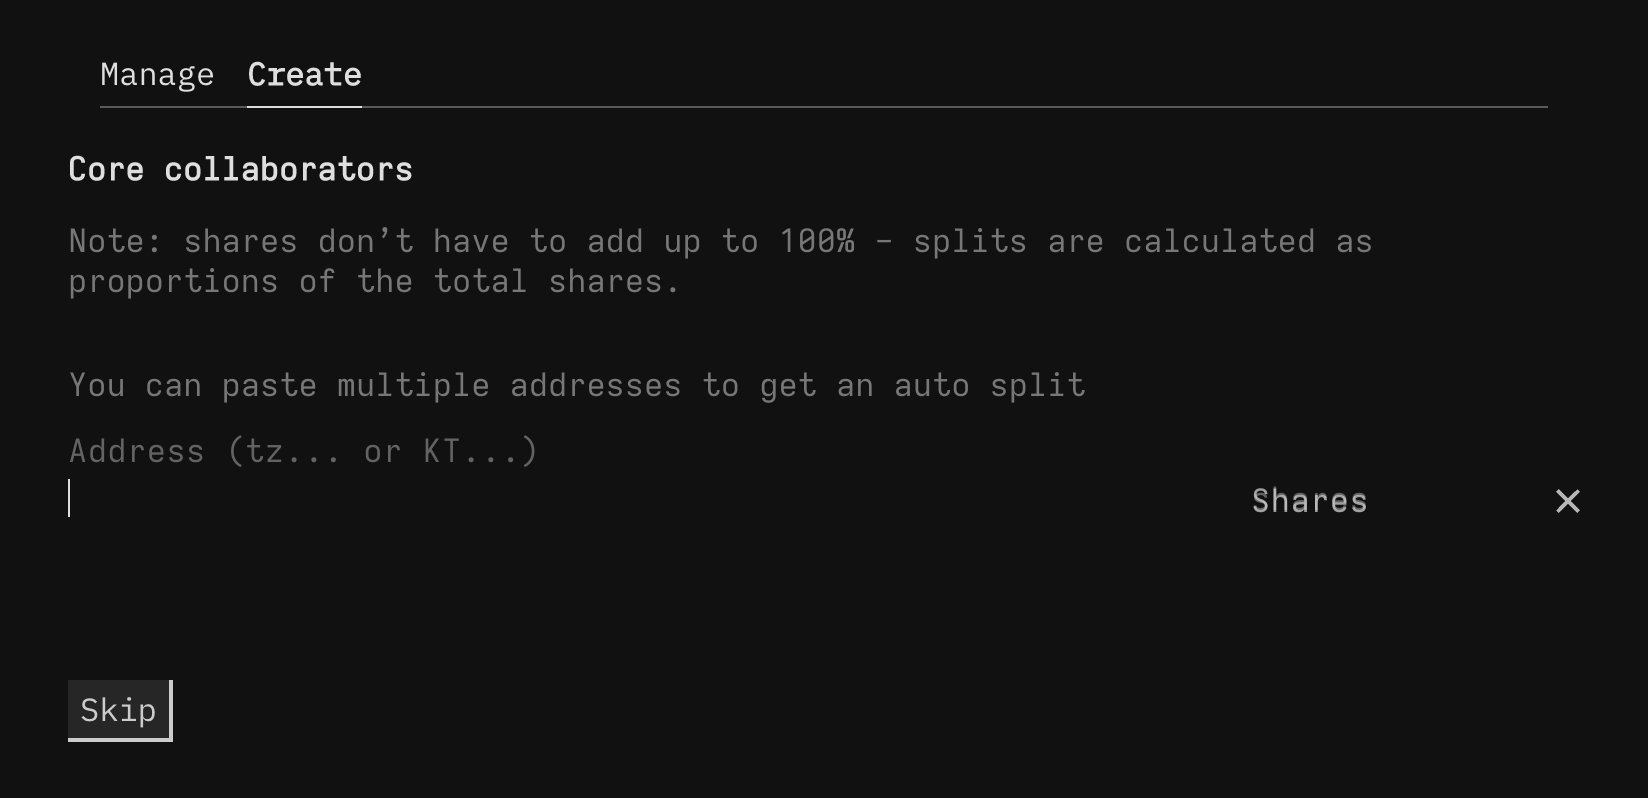 Manage Create
Core collaborators
Note: shares don’t have to add up to 100% – splits are calculated as
proportions of the total shares.
You can paste multiple addresses to get an auto split
Address (tz... or KT...)
Shares ×
Skip